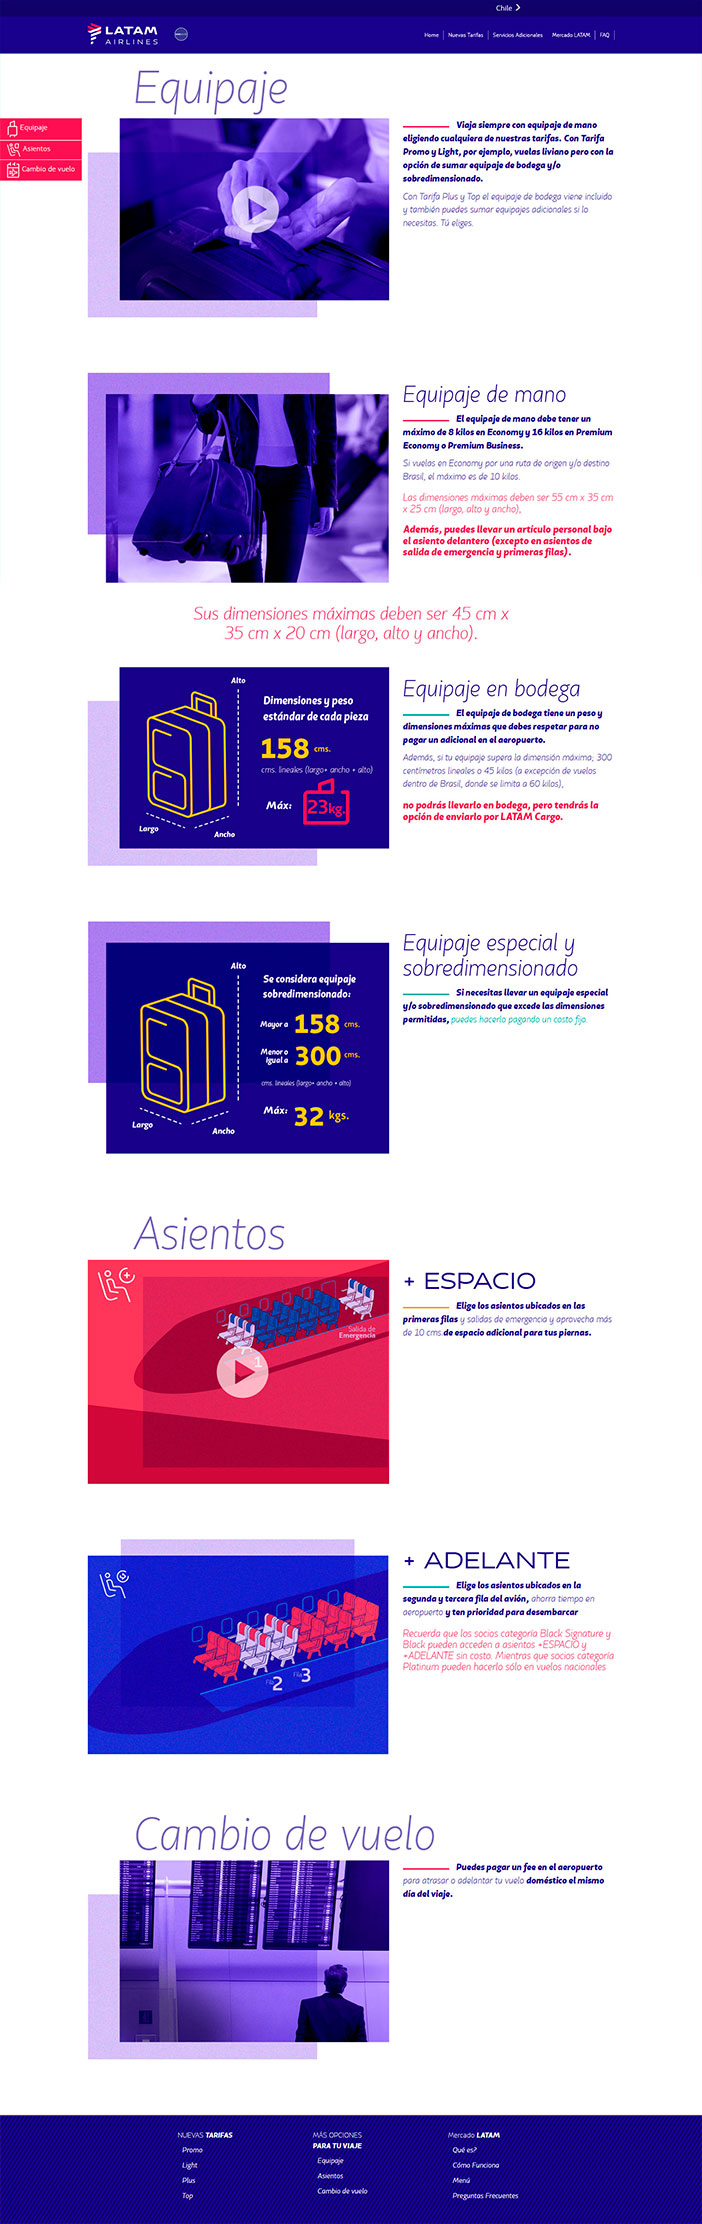 Chile
LATAM
AIRLINES
Home
Nuevas Tarifas
Servicios Adicionales
Mercado LATAM
FAQ
Equipaje
Equipaje
Asientos
Cambio de vuelo
Viaja siempre con equipaje de mano
eligiendo cualquiera de nuestras tarifas. Con Tarifa
Promo y Light, por ejemplo, vuelas liviano pero con la
opción de sumar equipaje de bodega y/o
sobredimensionado.
Con Tarifa Plus y Top el equipaje de bodega viene incluido
y también puedes sumar equipajes adicionales si lo
necesitas. Tú eliges.
Equipaje de mano
El equipaje de mano debe tener un
máximo de 8 kilos en Economy y 16 kilos en Premium
Economy o Premium Business.
Si vuelas en Economy por una ruta de origen y/o destino
Brasil, el máximo es de 10 kilos.
Las dimensiones máximas deben ser 55 cm x 35 cm
x 25 cm (largo, alto y ancho),
Además, puedes llevar un artículo personal bajo
el asiento delantero (excepto en asientos de
salida de emergencia y primeras filas).
Sus dimensiones máximas deben ser 45 cm x
35 cm x 20 cm (largo, alto y ancho).
Alto
Dimensiones y peso
estándar de cada pieza
158 cms.
cms. lineales (largo+ ancho + alto)
Máx: 23kg.
Largo
Ancho
Equipaje en bodega
El equipaje de bodega tiene un peso y
dimensiones máximas que debes respetar para no
pagar un adicional en el aeropuerto.
Además, si tu equipaje supera la dimensión máxima; 300
centímetros lineales o 45 kilos (a excepción de vuelos
dentro de Brasil, donde se limita a 60 kilos),
no podrás llevarlo en bodega, pero tendrás la
opción de enviarlo por LATAM Cargo.
Alto
Se considera equipaje
sobredimensionado:
Mayor a 158 cms.
Menor o
Igual a 300 cms.
cms. lineales (largo+ ancho + alto)
Máx: 32 kgs.
Largo
Ancho
Equipaje especial y
sobredimensionado
Si necesitas llevar un equipaje especial
y/o sobredimensionado que excede las dimensiones
permitidas, puedes hacerlo pagando un costo fijo.
Asientos
Salida de
Emergencia
1
+ ESPACIO
Elige los asientos ubicados en las
primeras filas y salidas de emergencia y aprovecha más
de 10 cms de espacio adicional para tus piernas.
Fila 2
Fila 3
+ ADELANTE
Elige los asientos ubicados en la
segunda y tercera fila del avión, ahorra tiempo en
aeropuerto y ten prioridad para desembarcar
Recuerda que los socios categoría Black Signature y
Black pueden acceden a asientos +ESPACIO y
+ADELANTE sin costo. Mientras que socios categoría
Platinum pueden hacerlo sólo en vuelos nacionales
Cambio de vuelo
Puedes pagar un fee en el aeropuerto
para atrasar o adelantar tu vuelo doméstico el mismo
día del viaje.
NUEVAS TARIFAS
Promo
Light
Plus
Top
MÁS OPCIONES
PARA TU VIAJE
Equipaje
Asientos
Cambio de vuelo
Mercado LATAM
Qué es?
Cómo Funciona
Menú
Preguntas Frecuentes